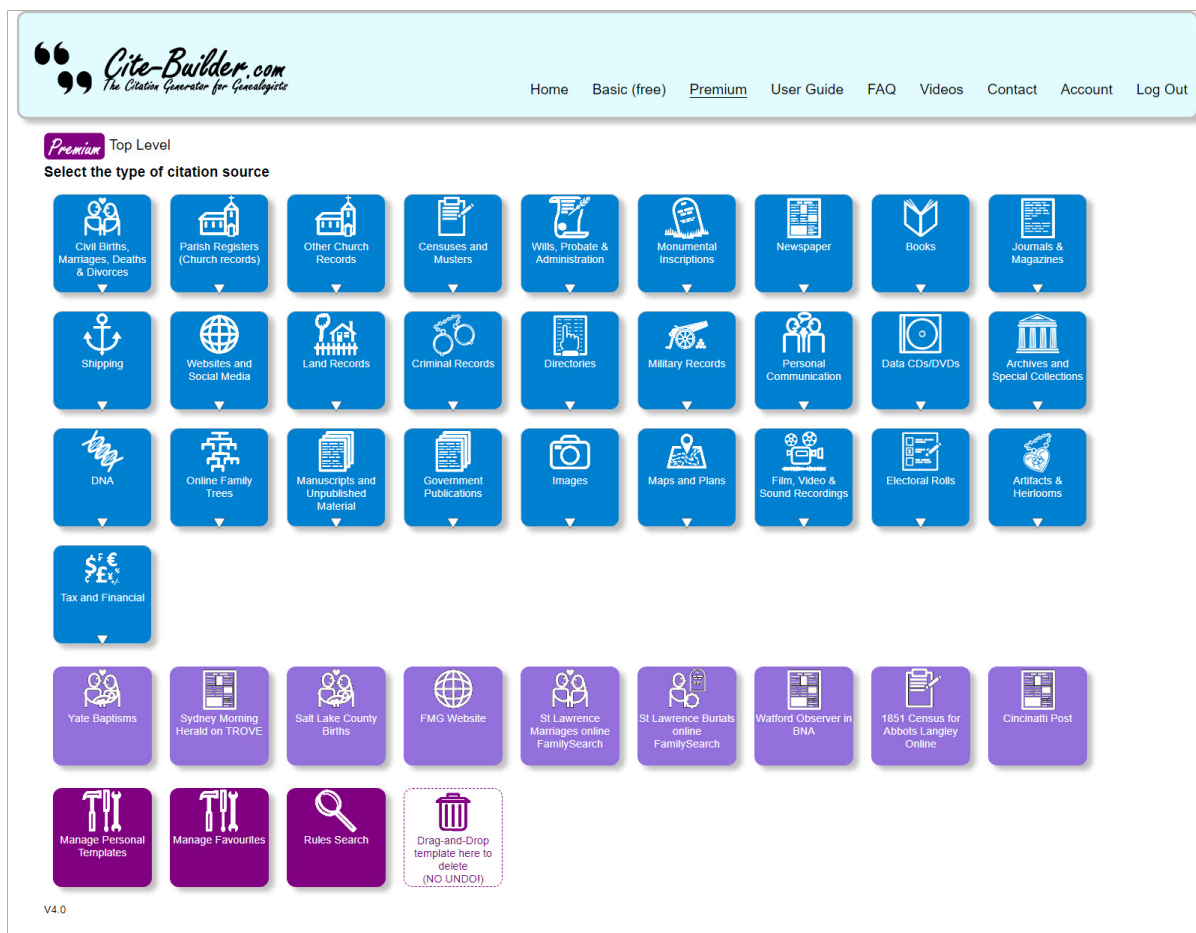 Cite-Builder.com
The Citation Generator for Genealogists
Home Basic (free) Premium User Guide FAQ Videos Contact Account Log Out
Premium Top Level
Select the type of citation source
Civil Births,
Marriages, Deaths
& Divorces
Parish Registers
(Church records)
Other Church
Records
Censuses and
Musters
Wills, Probate &
Administration
Monumental
Inscriptions
Newspaper
Books
Journals &
Magazines
Shipping
Websites and
Social Media
Land Records
Criminal Records
Directories
Military Records
Personal
Communication
Data CDs/DVDs
Archives and
Special Collections
DNA
Online Family
Trees
Manuscripts and
Unpublished
Material
Government
Publications
Images
Maps and Plans
Film, Video &
Sound Recordings
Electoral Rolls
Artifacts &
Heirlooms
Tax and Financial
Yate Baptisms
Sydney Morning
Herald on TROVE
Salt Lake County
Births
FMG Website
St Lawrence
Marriages online
FamilySearch
St Lawrence Burials
online
FamilySearch
Watford Observer in
BNA
1851 Census for
Abbots Langley
Online
Cincinatti Post
Manage Personal
Templates
Manage Favourites
Rules Search
Drag-and-Drop
template here to
delete
(NO UNDO!)
V4.0